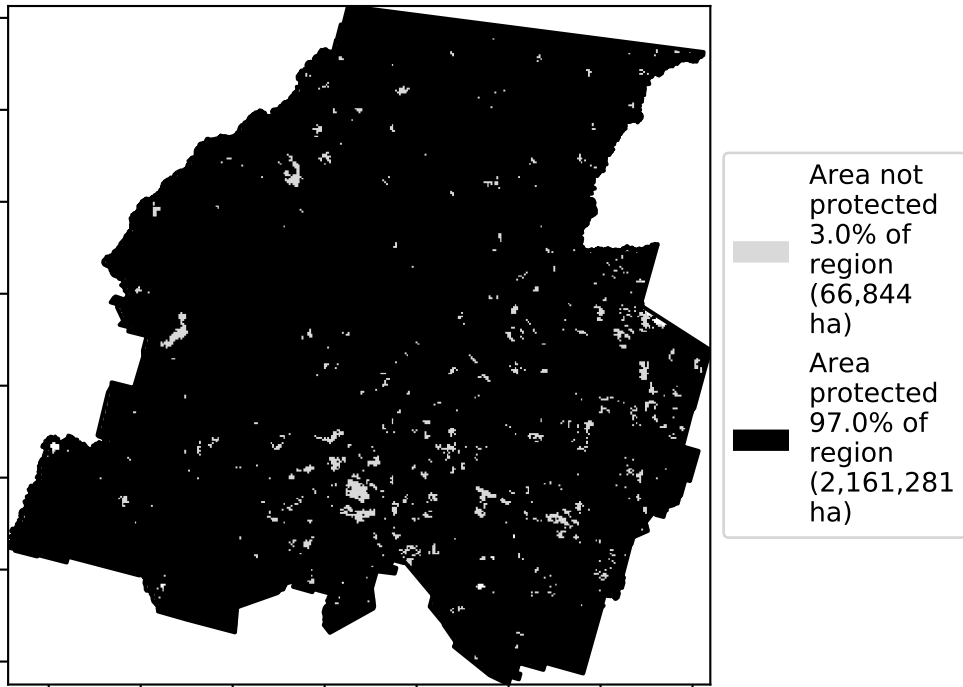 Area not
protected
3.0% of
region
(66,844
ha)
Area
protected
97.0% of
region
(2,161,281
ha)